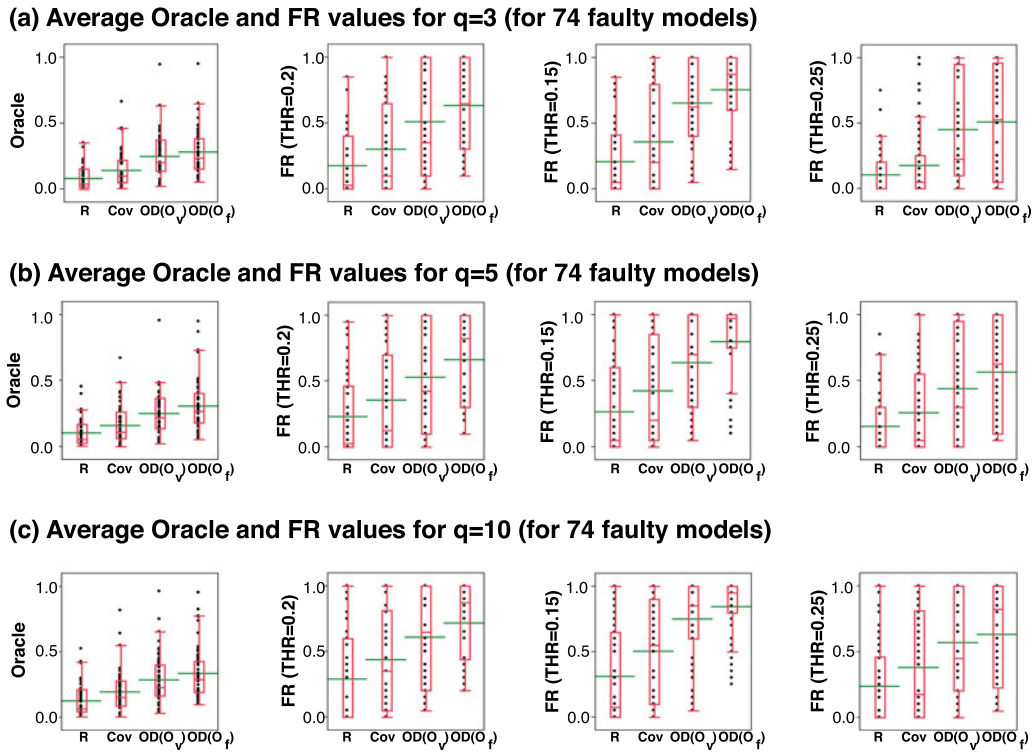 (a) Average Oracle and FR values for q=3 (for 74 faulty models)
Oracle
1.0
0.5
0.0
R Cov OD(Ov) OD(Of)
FR (THR=0.2)
1.0
0.5
0.0
R Cov OD(Ov) OD(Of)
FR (THR=0.15)
1.0
0.5
0.0
R Cov OD(Ov) OD(Of)
FR (THR=0.25)
1.0
0.5
0.0
R Cov OD(Ov) OD(Of)
(b) Average Oracle and FR values for q=5 (for 74 faulty models)
Oracle
1.0
0.5
0.0
R Cov OD(Ov) OD(Of)
FR (THR=0.2)
1.0
0.5
0.0
R Cov OD(Ov) OD(Of)
FR (THR=0.15)
1.0
0.5
0.0
R Cov OD(Ov) OD(Of)
FR (THR=0.25)
1.0
0.5
0.0
R Cov OD(Ov) OD(Of)
(c) Average Oracle and FR values for q=10 (for 74 faulty models)
Oracle
1.0
0.5
0.0
R Cov OD(Ov) OD(Of)
FR (THR=0.2)
1.0
0.5
0.0
R Cov OD(Ov) OD(Of)
FR (THR=0.15)
1.0
0.5
0.0
R Cov OD(Ov) OD(Of)
FR (THR=0.25)
1.0
0.5
0.0
R Cov OD(Ov) OD(Of)